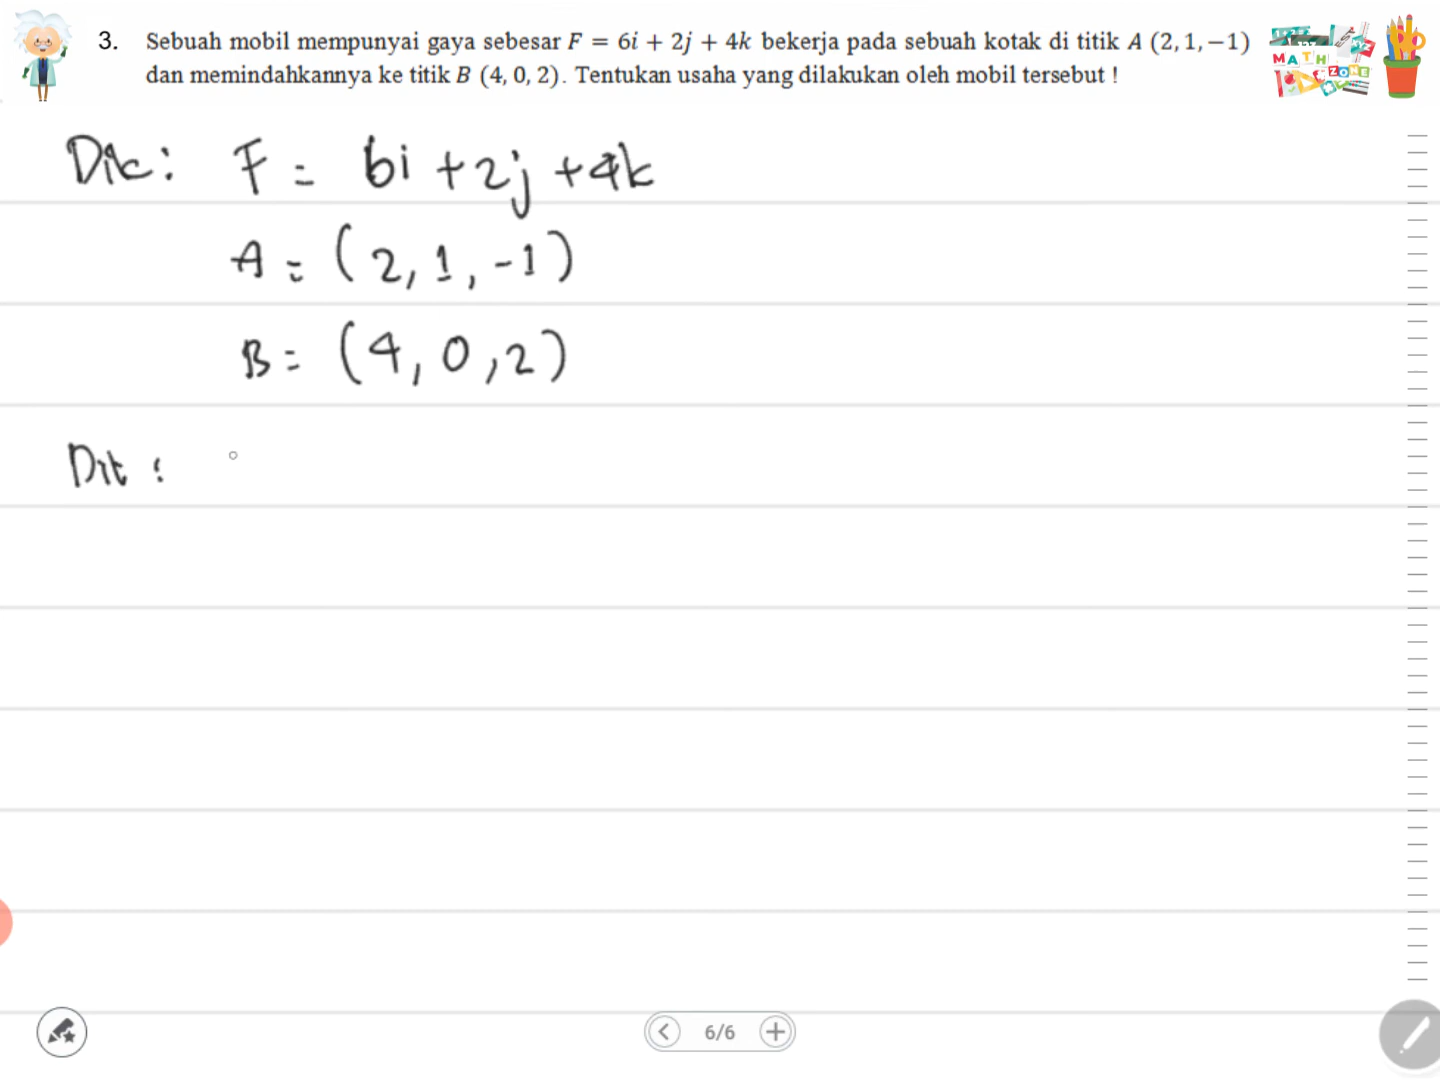 3. Sebuah mobil mempunyai gaya sebesar F = 6i + 2j + 4k bekerja pada sebuah kotak di titik A (2, 1, −1)
dan memindahkannya ke titik B (4, 0, 2). Tentukan usaha yang dilakukan oleh mobil tersebut !
MATH
ZONE
Dik: F = 6i + 2j + 4k
A = (2, 1, -1)
B = (4, 0, 2)
Dit :
6/6